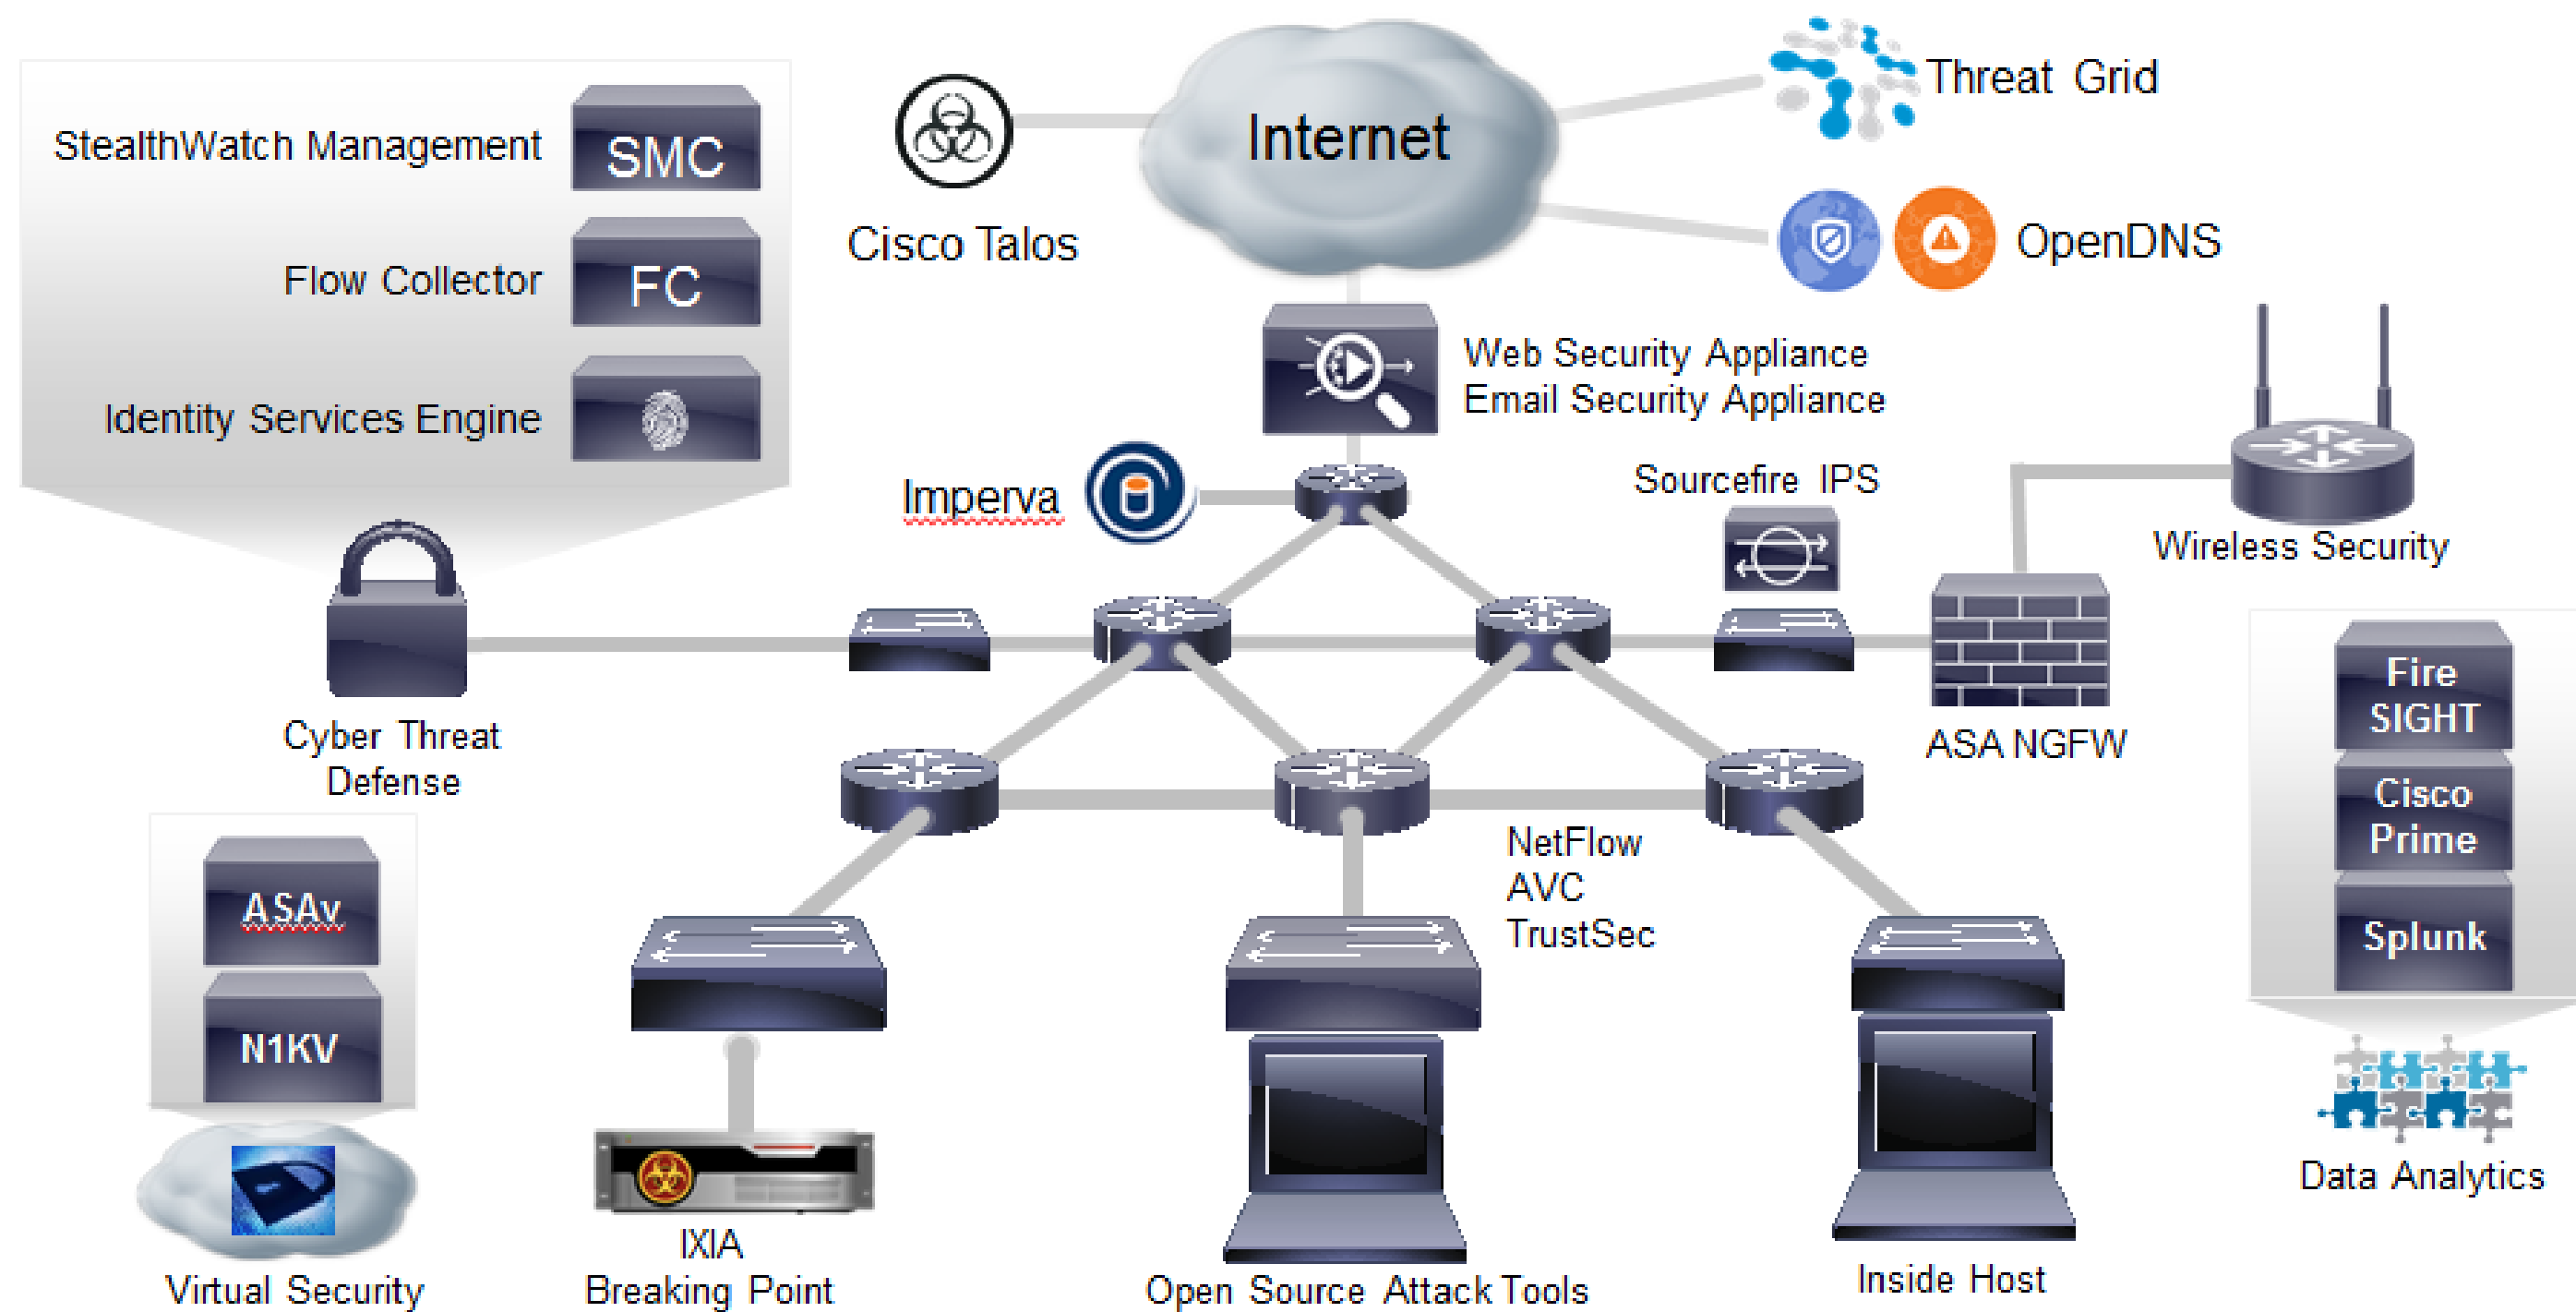 StealthWatch Management
SMC
Flow Collector
FC
Identity Services Engine
Cyber Threat
Defense
Cisco Talos
Internet
Threat Grid
OpenDNS
Web Security Appliance
Email Security Appliance
Imperva
Sourcefire IPS
Wireless Security
ASA NGFW
Fire
SIGHT
Cisco
Prime
Splunk
Data Analytics
NetFlow
AVC
TrustSec
ASAv
N1KV
Virtual Security
IXIA
Breaking Point
Open Source Attack Tools
Inside Host